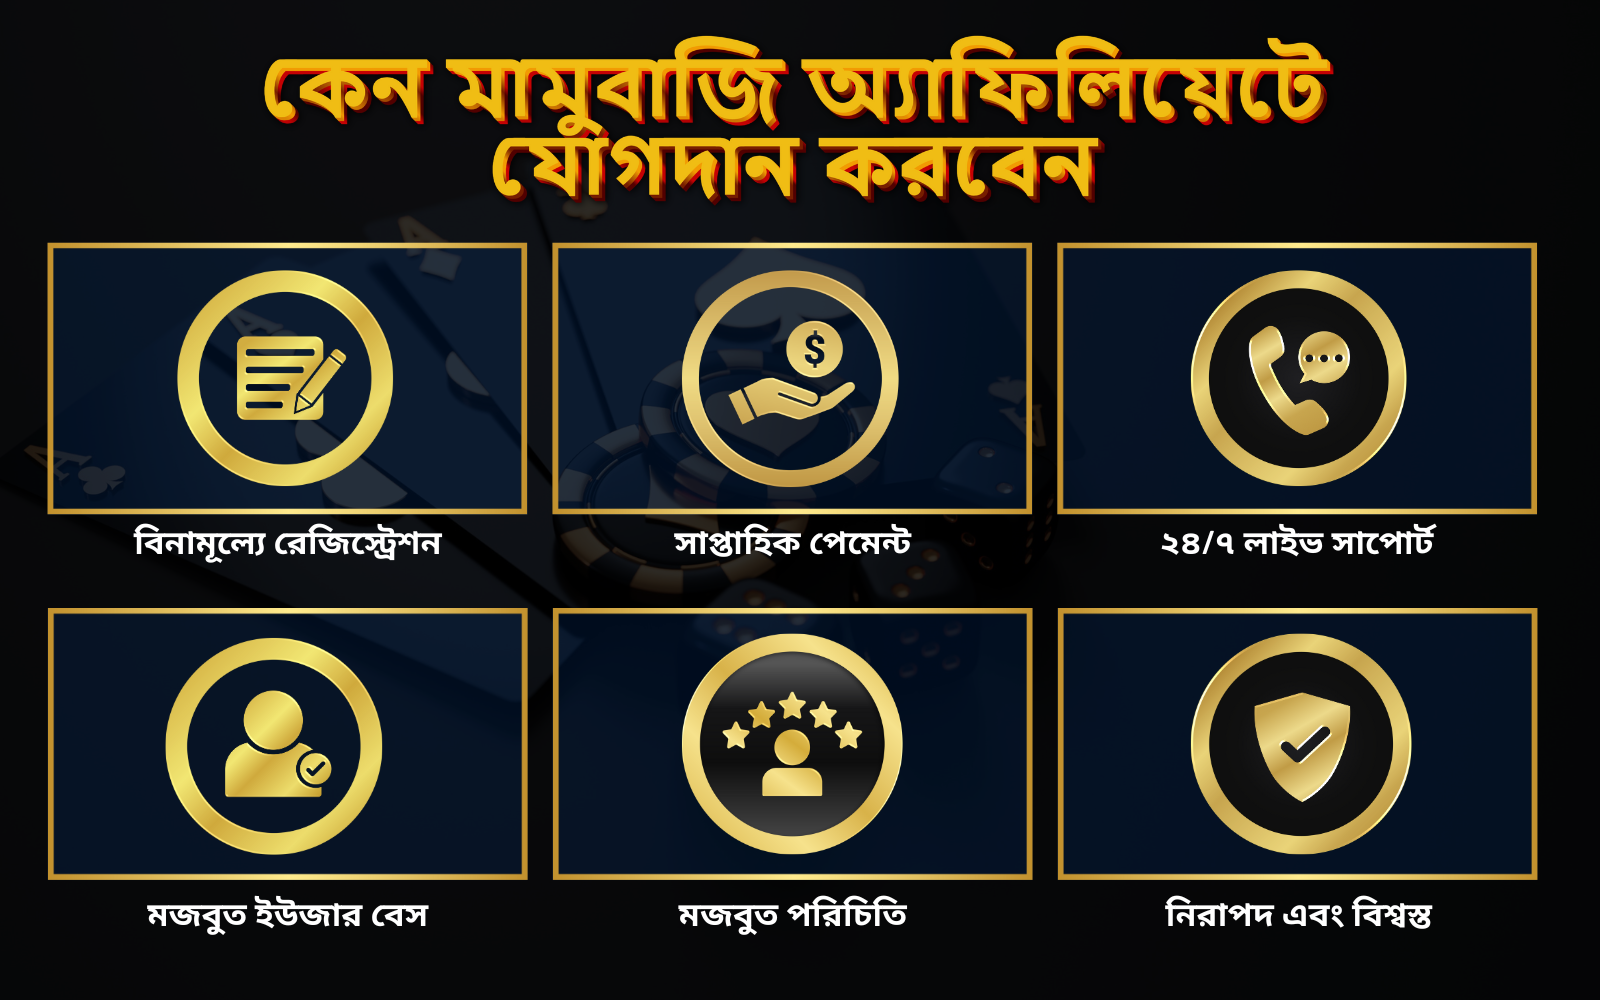 কেন মামুবাজি অ্যাফিলিয়েটে
যোগদান করবেন
A
A
A
A
$
বিনামূল্যে রেজিস্ট্রেশন
সাপ্তাহিক পেমেন্ট
২৪/৭ লাইভ সাপোর্ট
মজবুত ইউজার বেস
মজবুত পরিচিতি
নিরাপদ এবং বিশ্বস্ত